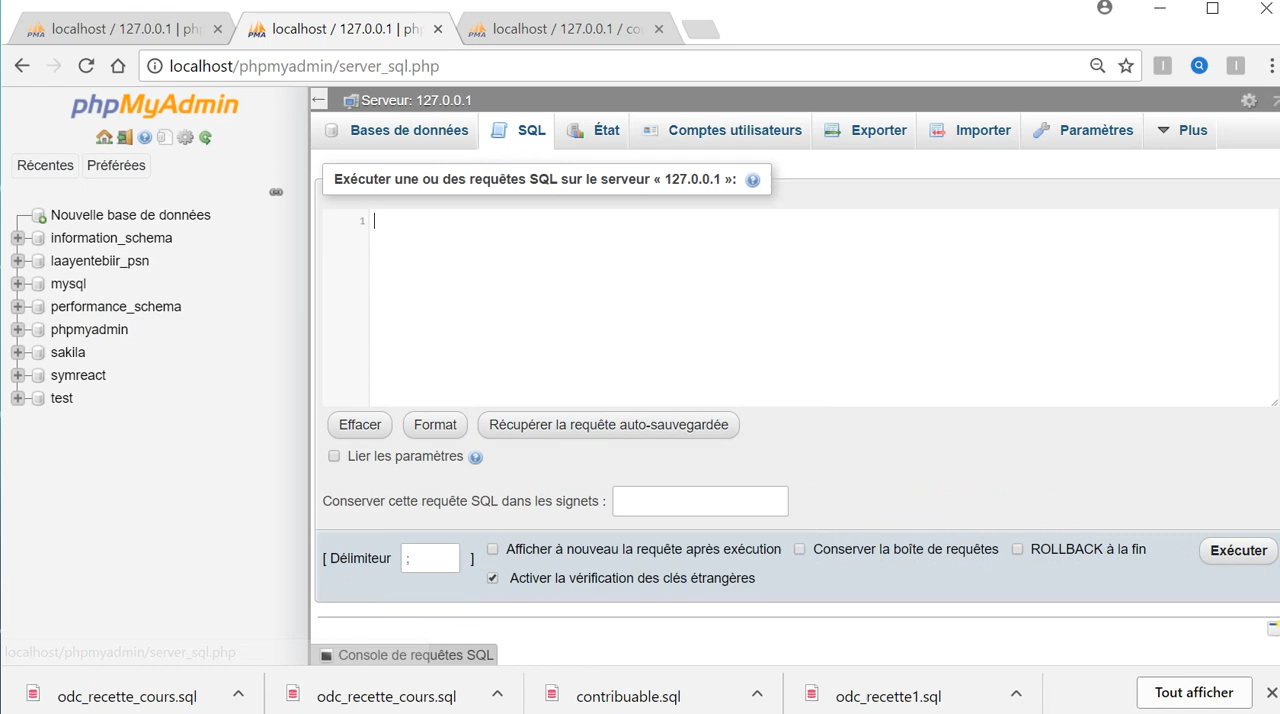 localhost / 127.0.0.1 | ph
localhost / 127.0.0.1 | ph
localhost / 127.0.0.1 / co
localhost/phpmyadmin/server_sql.php
phpMyAdmin
Récentes
Préférées
Nouvelle base de données
information_schema
laayentebiir_psn
mysql
performance_schema
phpmyadmin
sakila
symreact
test
localhost/phpmyadmin/server_sql.php
Serveur: 127.0.0.1
Bases de données
SQL
État
Comptes utilisateurs
Exporter
Importer
Paramètres
Plus
Exécuter une ou des requêtes SQL sur le serveur « 127.0.0.1 »:
1
Effacer
Format
Récupérer la requête auto-sauvegardée
Lier les paramètres
Conserver cette requête SQL dans les signets :
[ Délimiteur ; ]
Afficher à nouveau la requête après exécution
Conserver la boîte de requêtes
ROLLBACK à la fin
Activer la vérification des clés étrangères
Exécuter
Console de requêtes SQL
odc_recette_cours.sql
odc_recette_cours.sql
contribuable.sql
odc_recette1.sql
Tout afficher